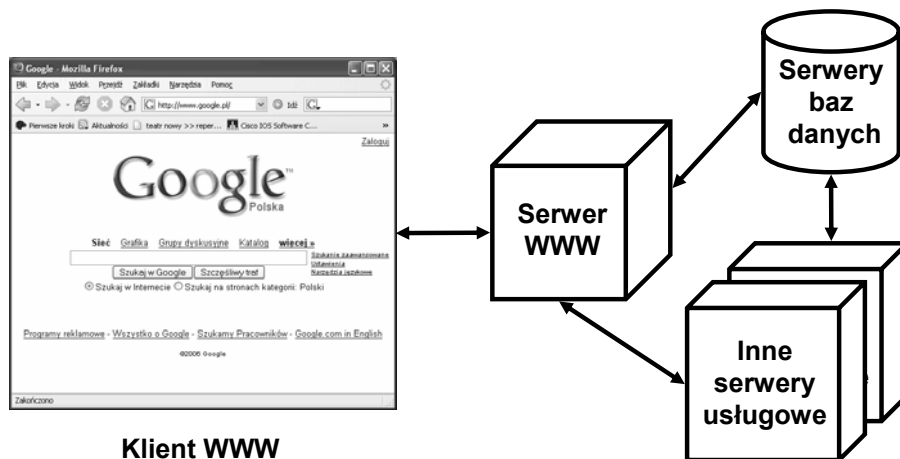 Google - Mozilla Firefox
Plik Edycja Widok Przejdź Zakładki Narzędzia Pomoc
http://www.google.pl/ Idź
Pierwsze kroki Aktualności teatr nowy >> reper... Cisco IOS Software C... »
Zaloguj
Google™
Polska
Sieć Grafika Grupy dyskusyjne Katalog więcej »
Szukanie zaawansowane
Ustawienia
Narzędzia językowe
Szukaj w Google Szczęśliwy traf
Szukaj w Internecie Szukaj na stronach kategorii: Polski
Programy reklamowe - Wszystko o Google - Szukamy Pracowników - Google.com in English
©2006 Google
Zakończono
Klient WWW
Serwer
WWW
Serwery
baz
danych
Inne
serwery
usługowe